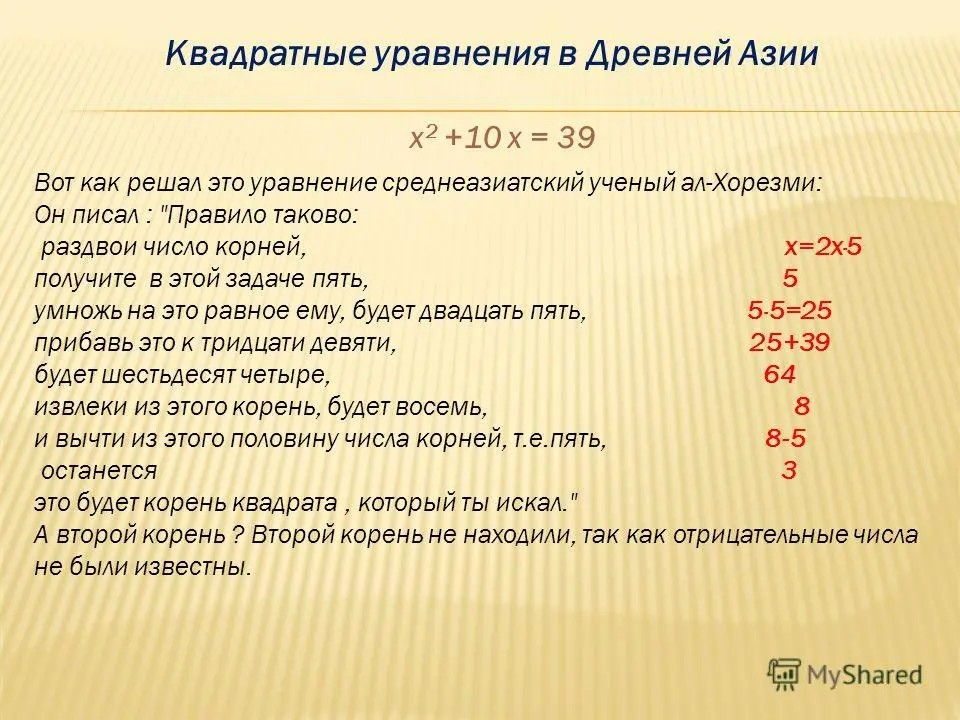 Квадратные уравнения в Древней Азии
x² +10 x = 39
Вот как решал это уравнение среднеазиатский ученый ал-Хорезми:
Он писал : "Правило таково:
раздвои число корней, x=2x·5
получите в этой задаче пять, 5
умножь на это равное ему, будет двадцать пять, 5·5=25
прибавь это к тридцати девяти, 25+39
будет шестьдесят четыре, 64
извлеки из этого корень, будет восемь, 8
и вычти из этого половину числа корней, т.е.пять, 8-5
останется 3
это будет корень квадрата , который ты искал."
А второй корень ? Второй корень не находили, так как отрицательные числа
не были известны.
MyShared